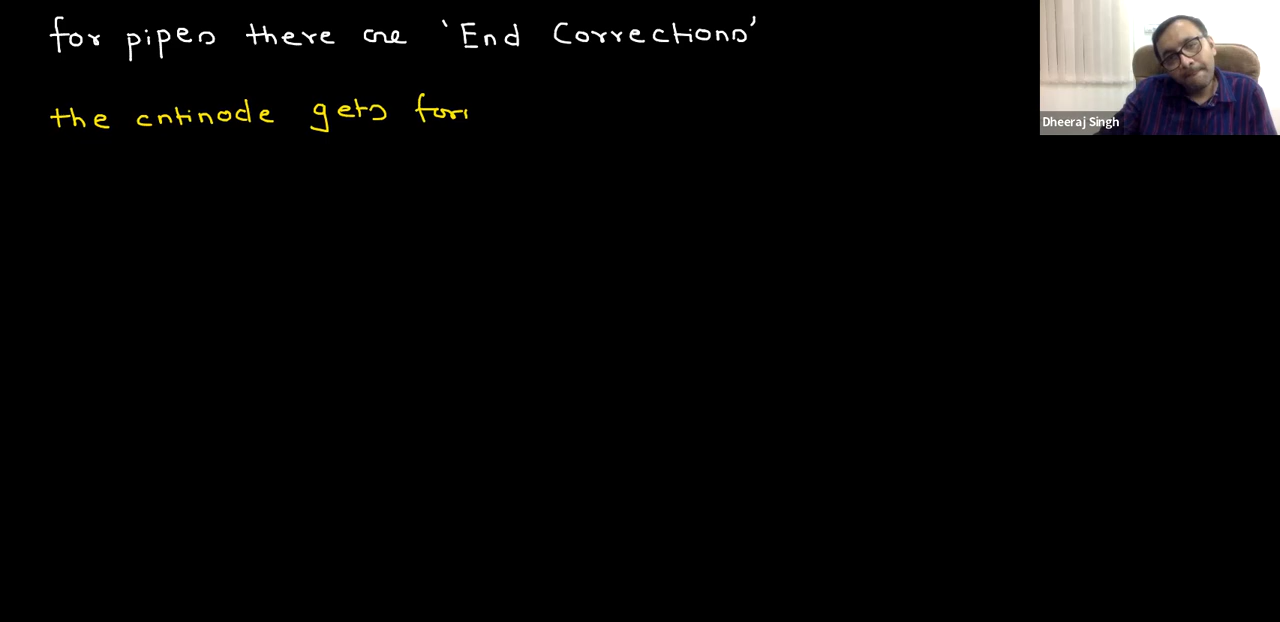 for pipes there are 'End Corrections'
the antinode gets for
Dheeraj Singh